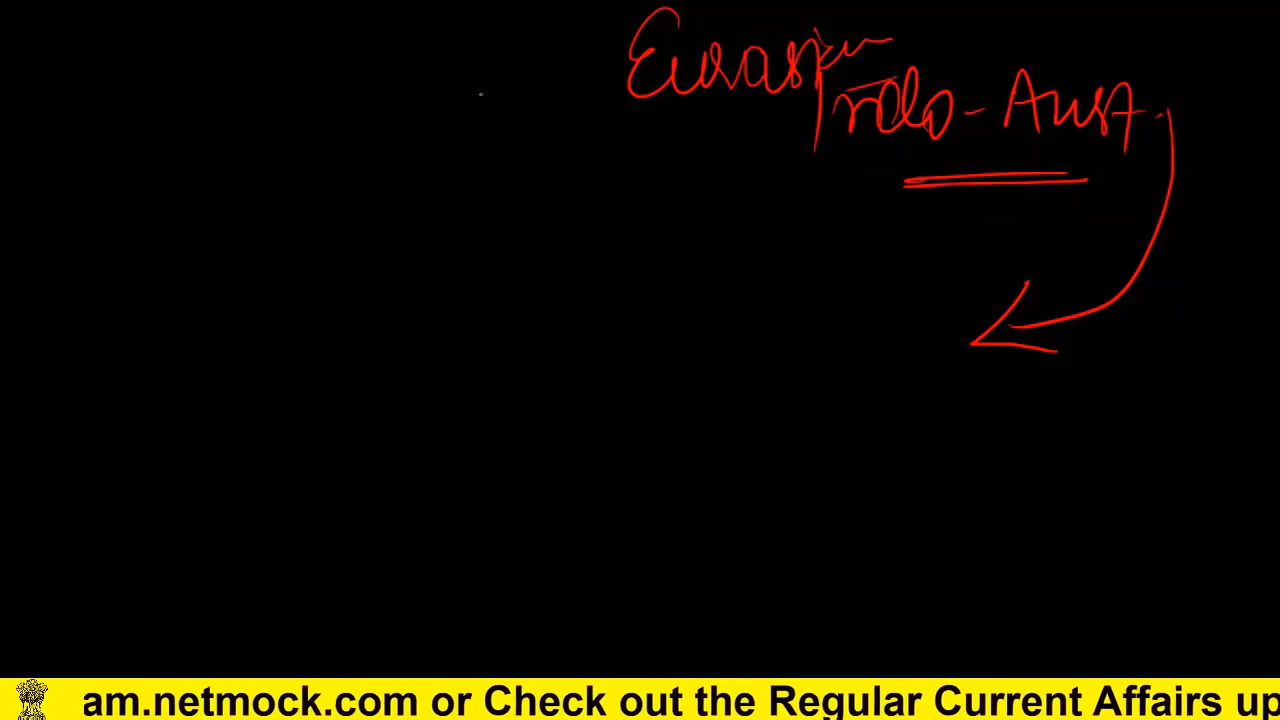 Eurasian
Indo-Aust.
am.netmock.com or Check out the Regular Current Affairs up